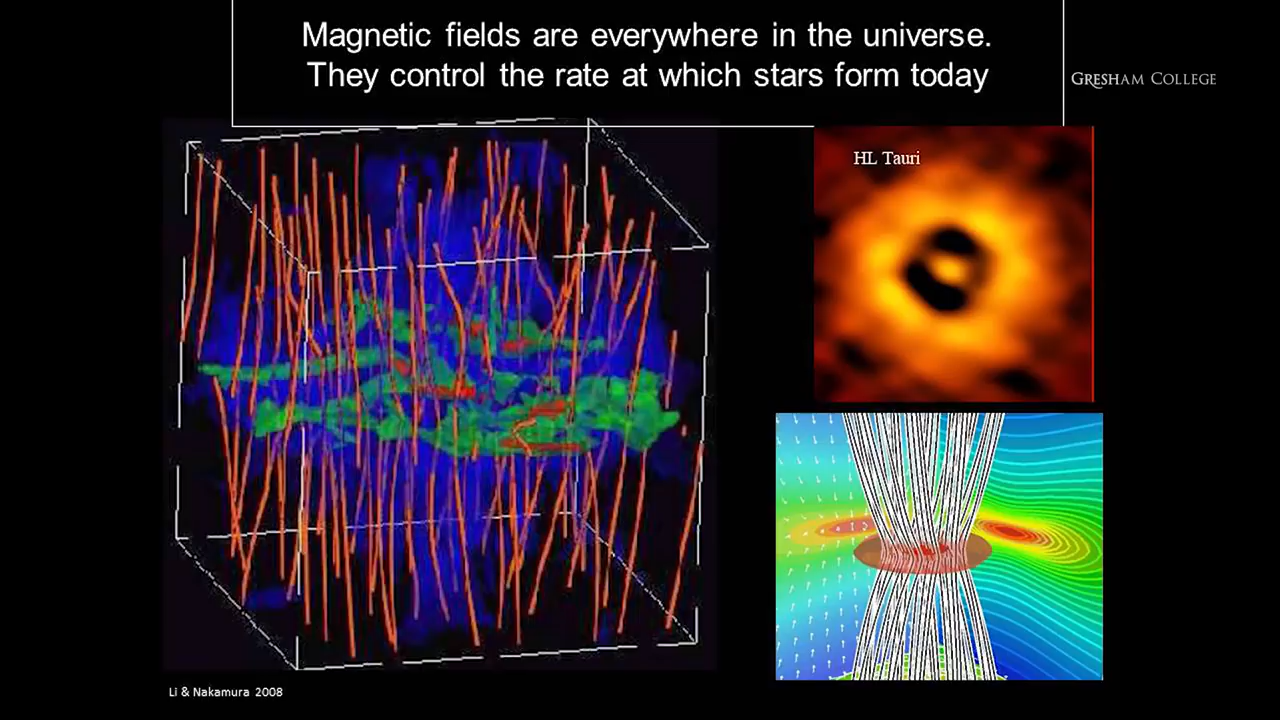 Magnetic fields are everywhere in the universe.
They control the rate at which stars form today
GRESHAM COLLEGE
HL Tauri
Li & Nakamura 2008